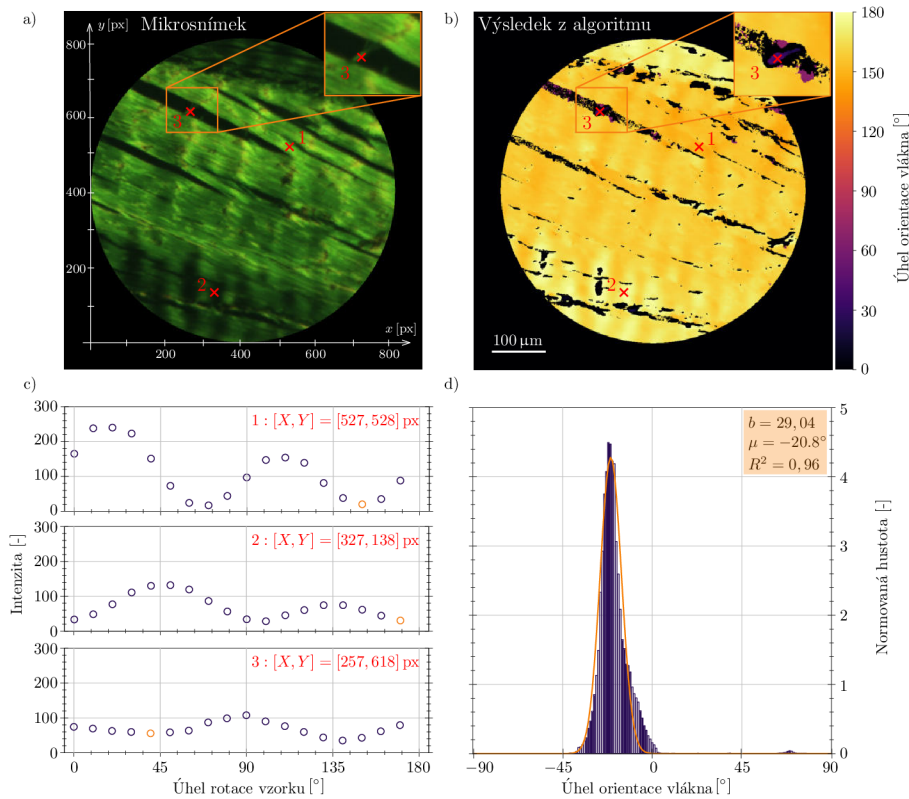 a)
y [px]
Mikrosnímek
800
600
400
200
3
3
1
2
x [px]
200
400
600
800
b)
Výsledek z algoritmu
3
3
1
2
100 µm
180
150
120
90
60
30
0
Úhel orientace vlákna [°]
c)
300
200
100
0
1 : [X, Y] = [527, 528] px
300
200
100
0
2 : [X, Y] = [327, 138] px
300
200
100
0
3 : [X, Y] = [257, 618] px
Intenzita [-]
0
45
90
135
180
Úhel rotace vzorku [°]
d)
b = 29, 04
μ = −20.8°
R² = 0, 96
5
4
3
2
1
0
Normovaná hustota [-]
−90
−45
0
45
90
Úhel orientace vlákna [°]